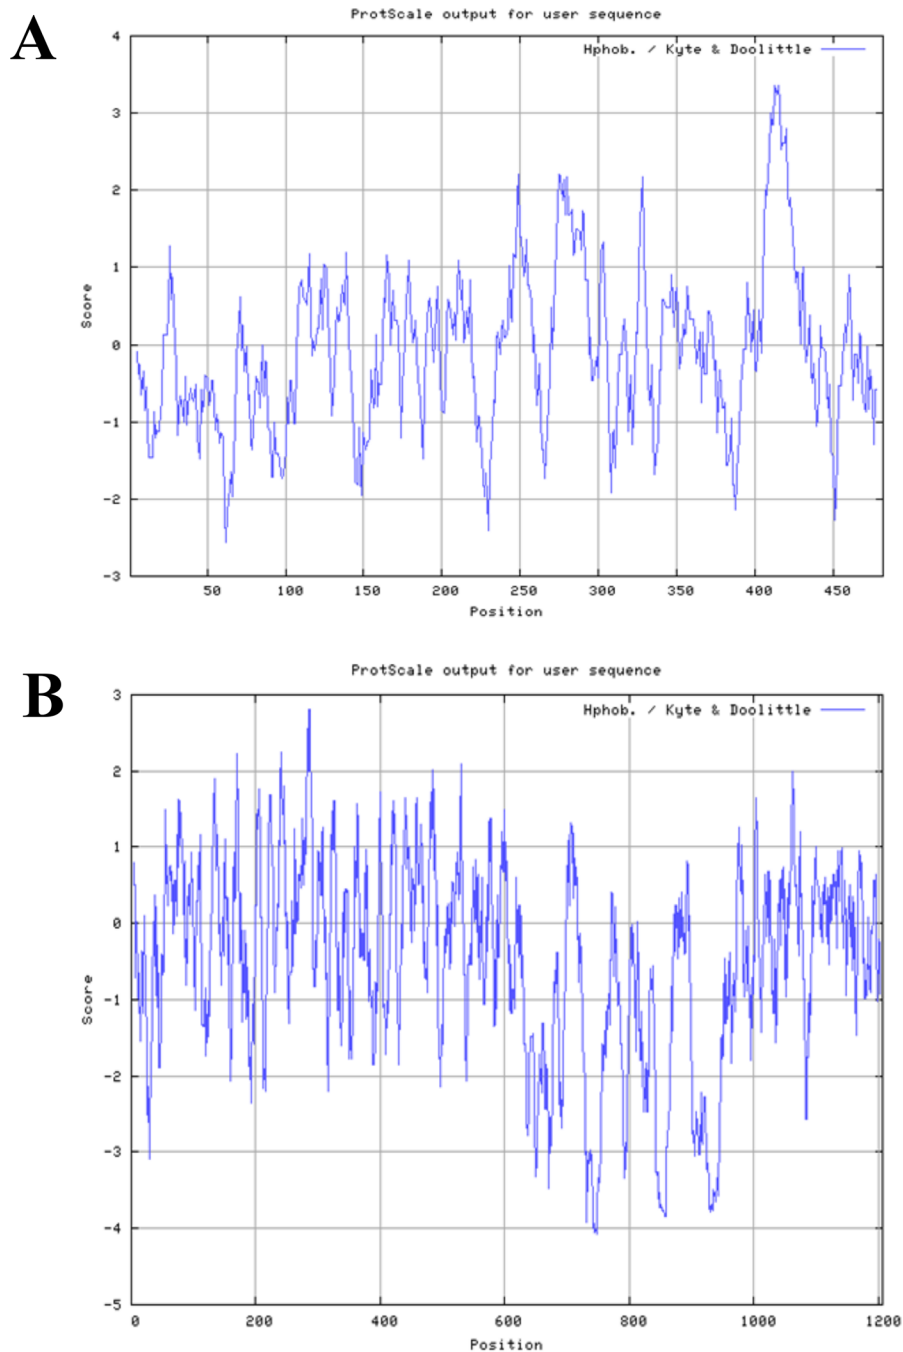 A
ProtScale output for user sequence
Hphob. / Kyte & Doolittle
4
3
2
1
0
-1
-2
-3
Score
50 100 150 200 250 300 350 400 450
Position
B
ProtScale output for user sequence
Hphob. / Kyte & Doolittle
3
2
1
0
-1
-2
-3
-4
-5
Score
0 200 400 600 800 1000 1200
Position